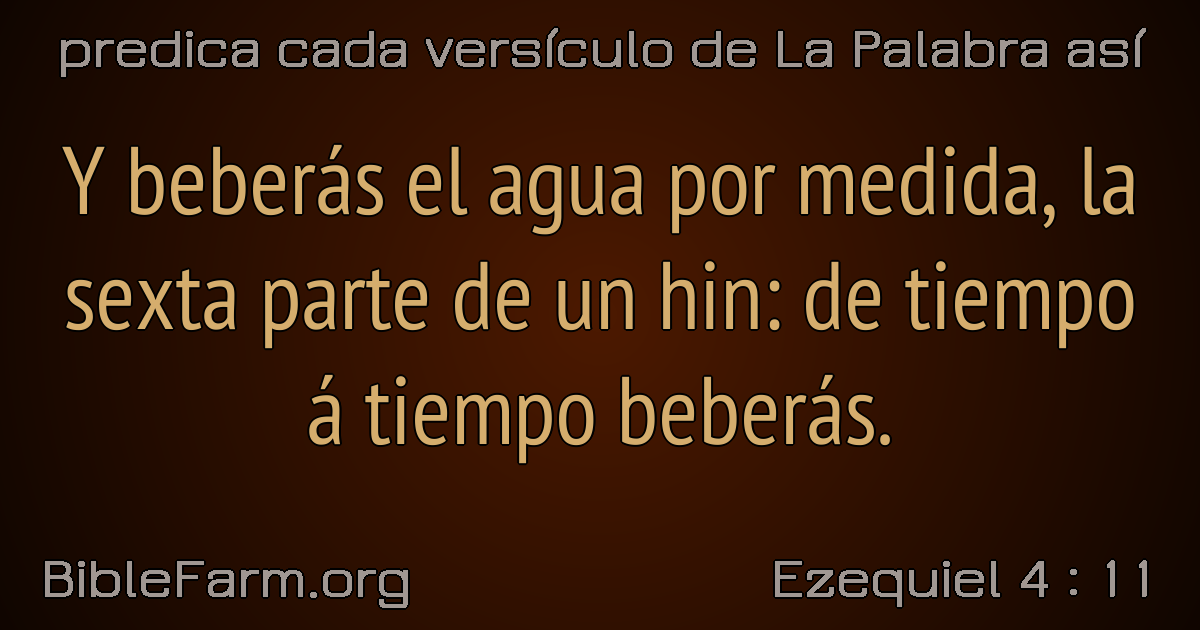 predica cada versículo de La Palabra así
Y beberás el agua por medida, la
sexta parte de un hin: de tiempo
á tiempo beberás.
BibleFarm.org
Ezequiel 4 : 11